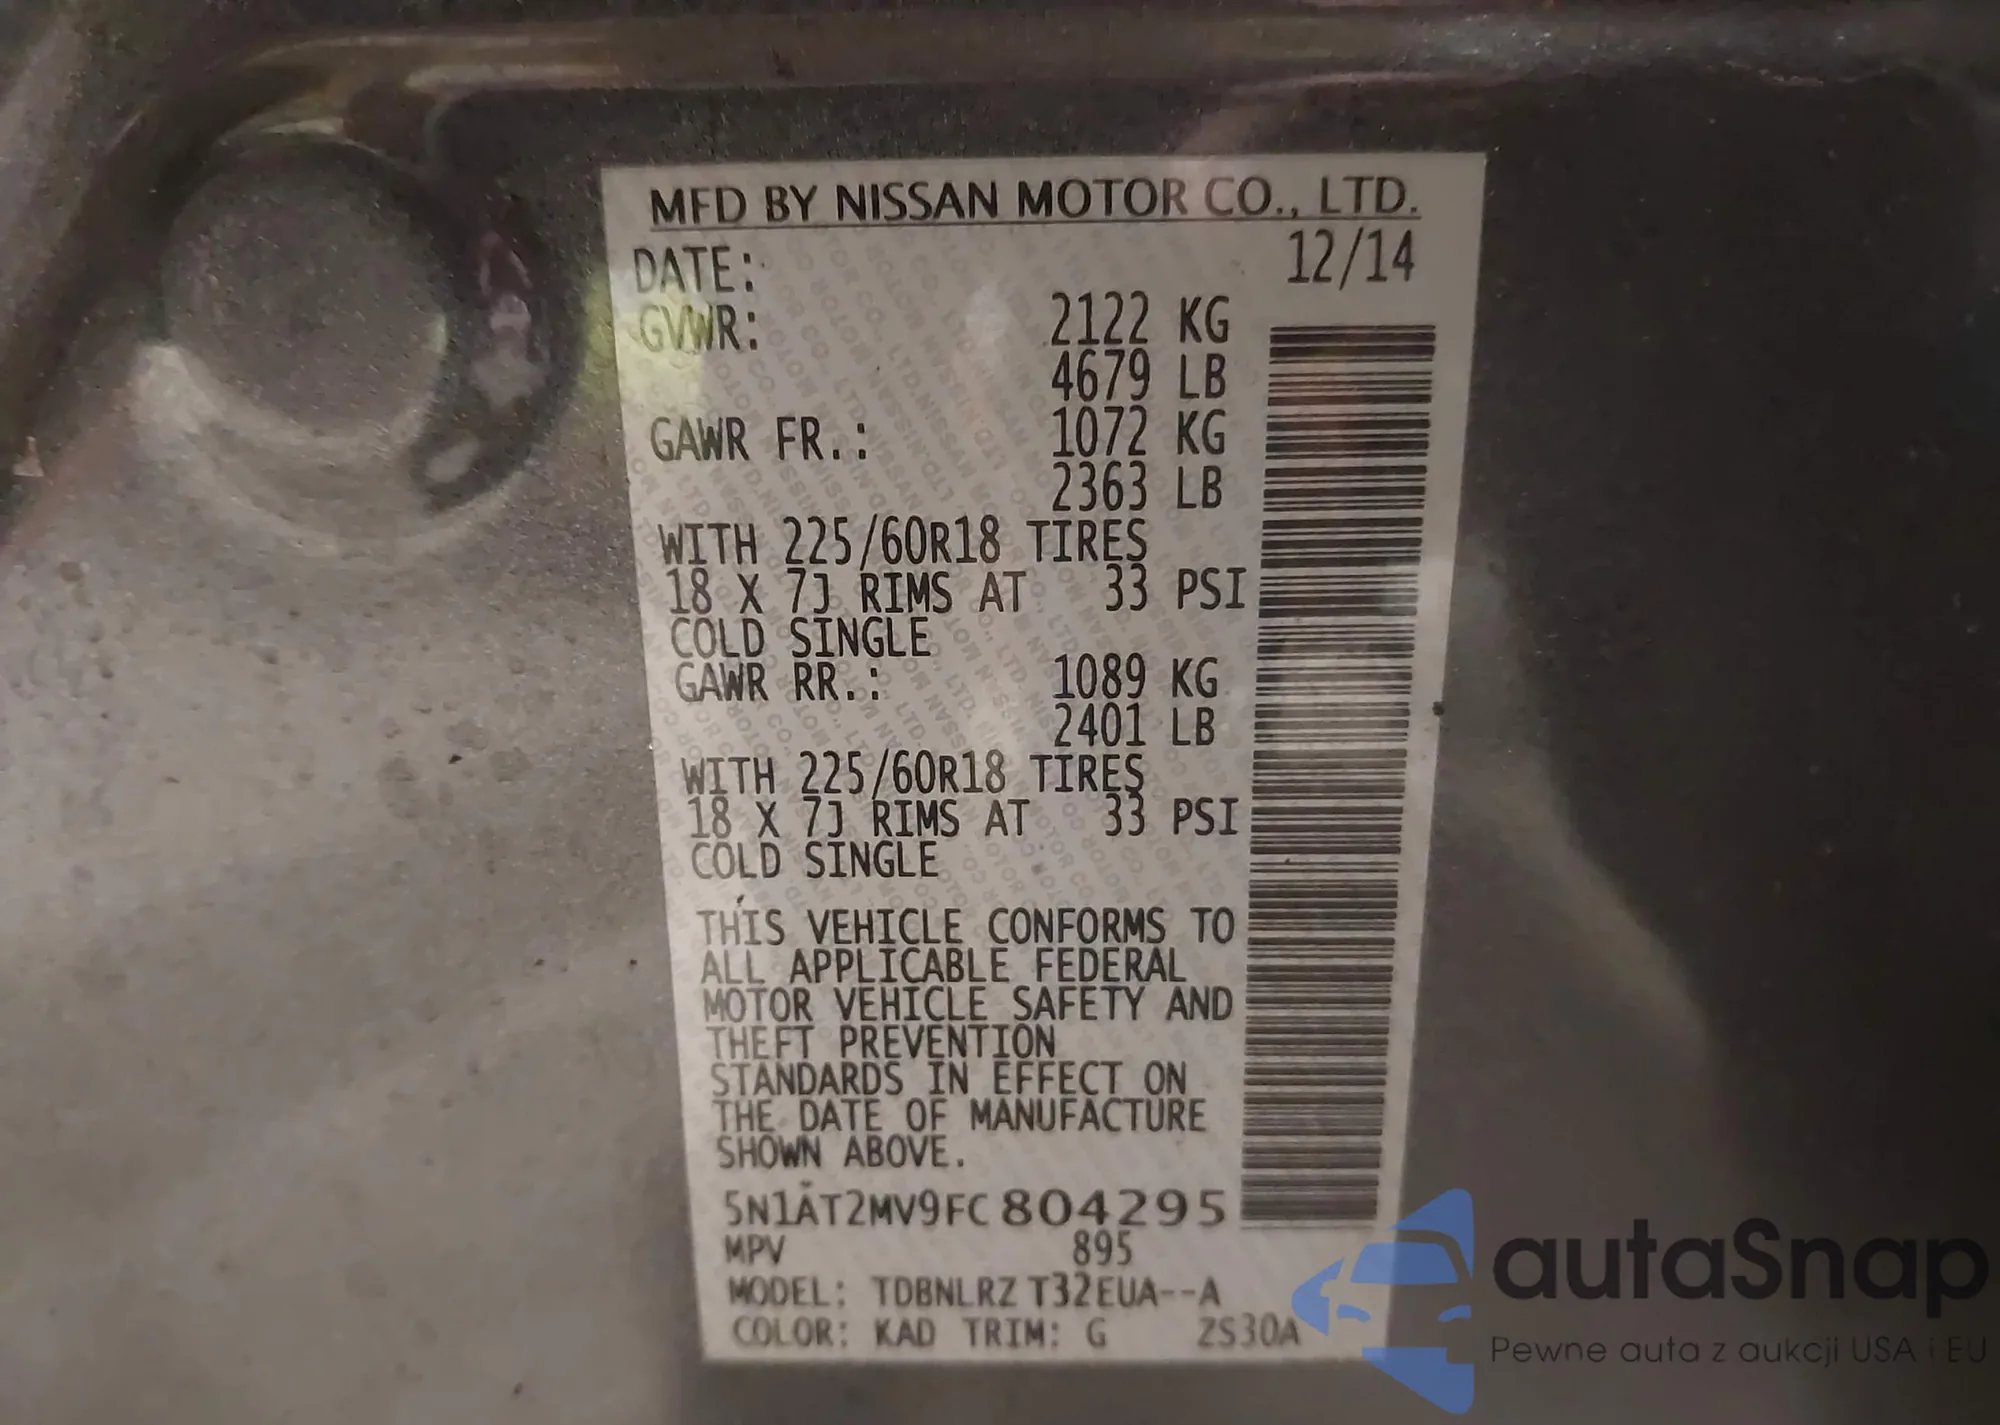 MFD BY NISSAN MOTOR CO., LTD.
DATE: 12/14
GVWR: 2122 KG
4679 LB
GAWR FR.: 1072 KG
2363 LB
WITH 225/60R18 TIRES
18 X 7J RIMS AT 33 PSI
COLD SINGLE
GAWR RR.: 1089 KG
2401 LB
WITH 225/60R18 TIRES
18 X 7J RIMS AT 33 PSI
COLD SINGLE
THIS VEHICLE CONFORMS TO
ALL APPLICABLE FEDERAL
MOTOR VEHICLE SAFETY AND
THEFT PREVENTION
STANDARDS IN EFFECT ON
THE DATE OF MANUFACTURE
SHOWN ABOVE.
5N1AT2MV9FC804295
MPV 895
MODEL: TDBNLRZ T32EUA--A
COLOR: KAD TRIM: G 2S30A
autaSnap
Pewne auta z aukcji USA i EU